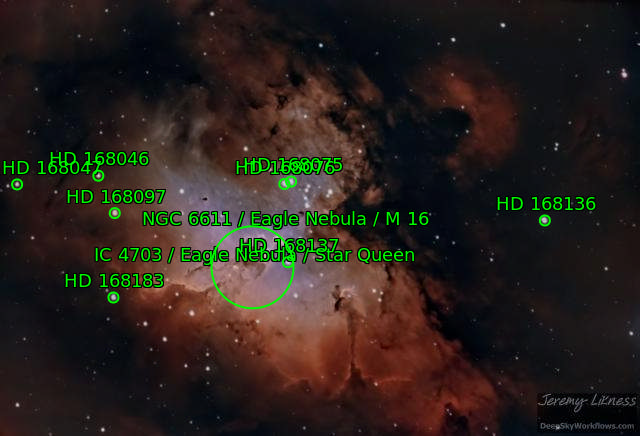 HD 168046
HD 168047
HD 168075
HD 168076
HD 168097
HD 168136
NGC 6611 / Eagle Nebula / M 16
HD 168137
IC 4703 / Eagle Nebula / Star Queen
HD 168183
Jeremy Likness
DeepSkyWorkflows.com